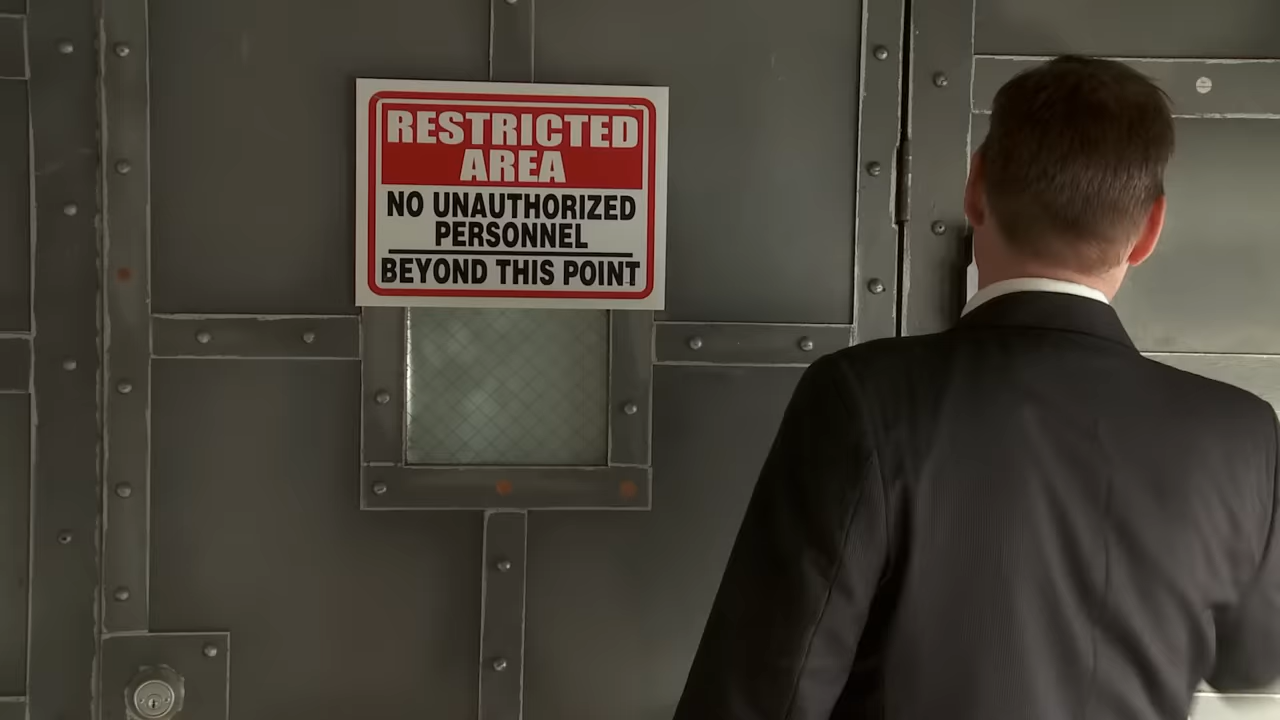 RESTRICTED
AREA
NO UNAUTHORIZED
PERSONNEL
BEYOND THIS POINT